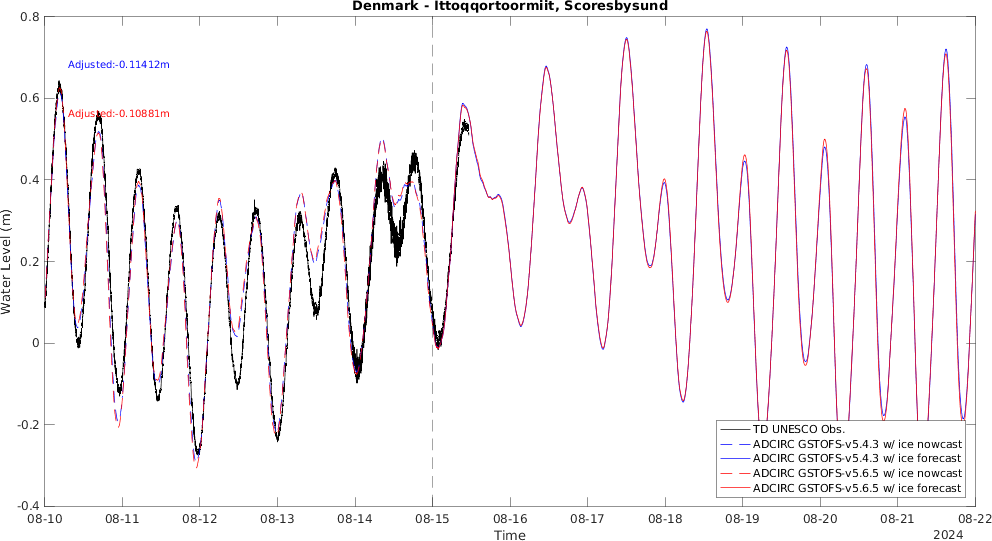 Denmark - Ittoqqortoormiit, Scoresbysund
0.8
0.6
0.4
0.2
0
-0.2
-0.4
Water Level (m)
Adjusted:-0.11412m
Adjusted:-0.10881m
TD UNESCO Obs.
ADCIRC GSTOFS-v5.4.3 w/ ice nowcast
ADCIRC GSTOFS-v5.4.3 w/ ice forecast
ADCIRC GSTOFS-v5.6.5 w/ ice nowcast
ADCIRC GSTOFS-v5.6.5 w/ ice forecast
08-10 08-11 08-12 08-13 08-14 08-15 08-16 08-17 08-18 08-19 08-20 08-21 08-22
Time
2024